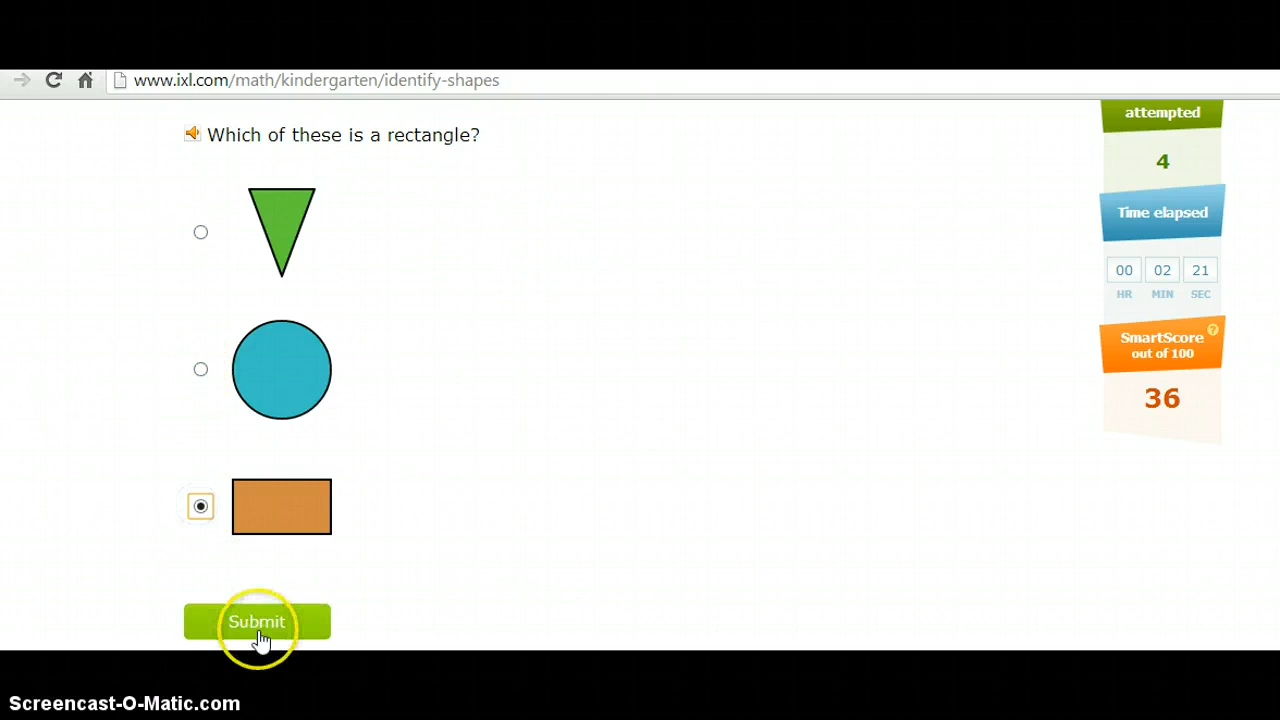 www.ixl.com/math/kindergarten/identify-shapes
Which of these is a rectangle?
attempted
4
Time elapsed
00 02 21
HR MIN SEC
SmartScore ?
out of 100
36
Submit
Screencast-O-Matic.com